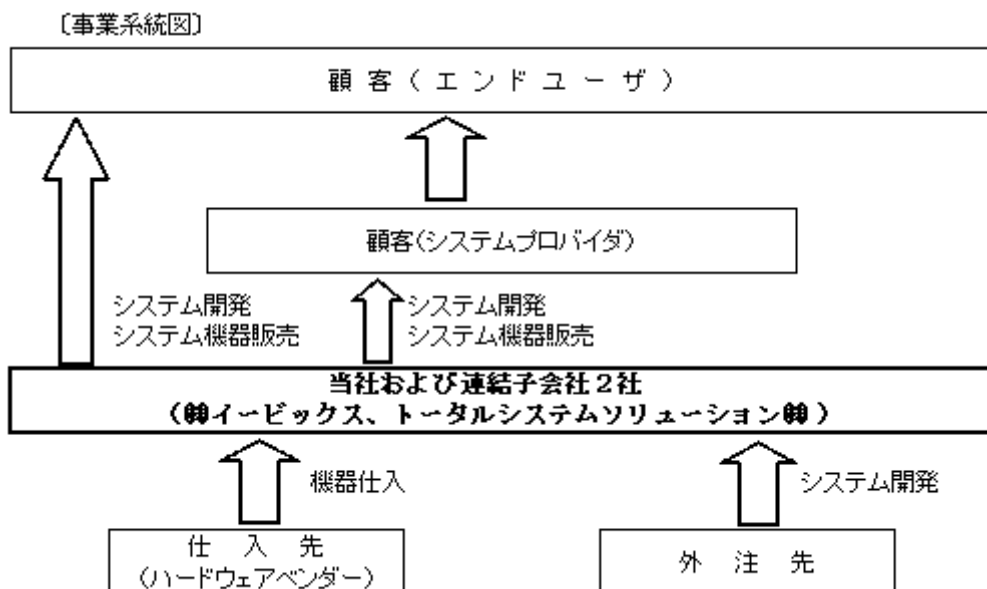 〔事業系統図〕
顧客(エンドユーザ)
顧客(システムプロバイダ)
システム開発
システム機器販売
システム開発
システム機器販売
当社および連結子会社2社
(㈱イービックス、トータルシステムソリューション㈱)
機器仕入
システム開発
仕入先
(ハードウェアベンダー)
外注先